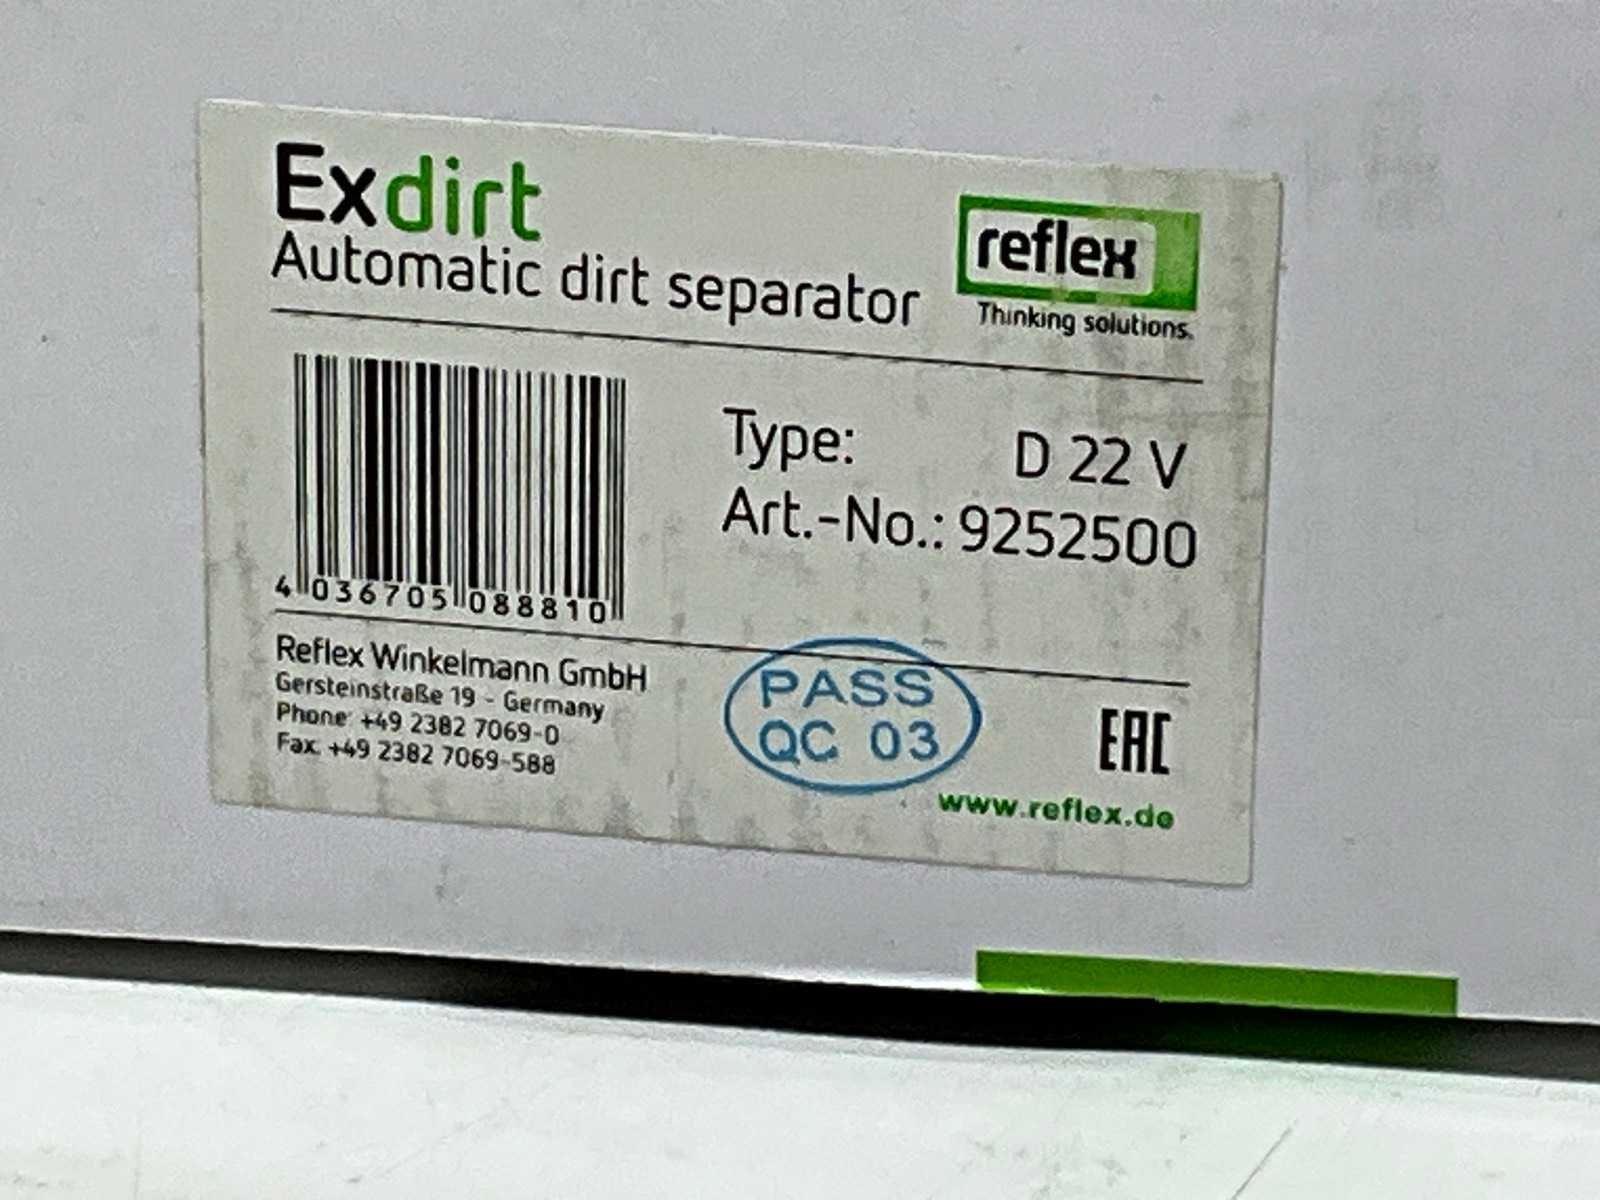 Exdirt
Automatic dirt separator
reflex
Thinking solutions.
Type: D 22 V
Art.-No.: 9252500
4 036705 088810
Reflex Winkelmann GmbH
Gersteinstraße 19 - Germany
Phone: +49 2382 7069-0
Fax: +49 2382 7069-588
PASS
QC 03
EAC
www.reflex.de